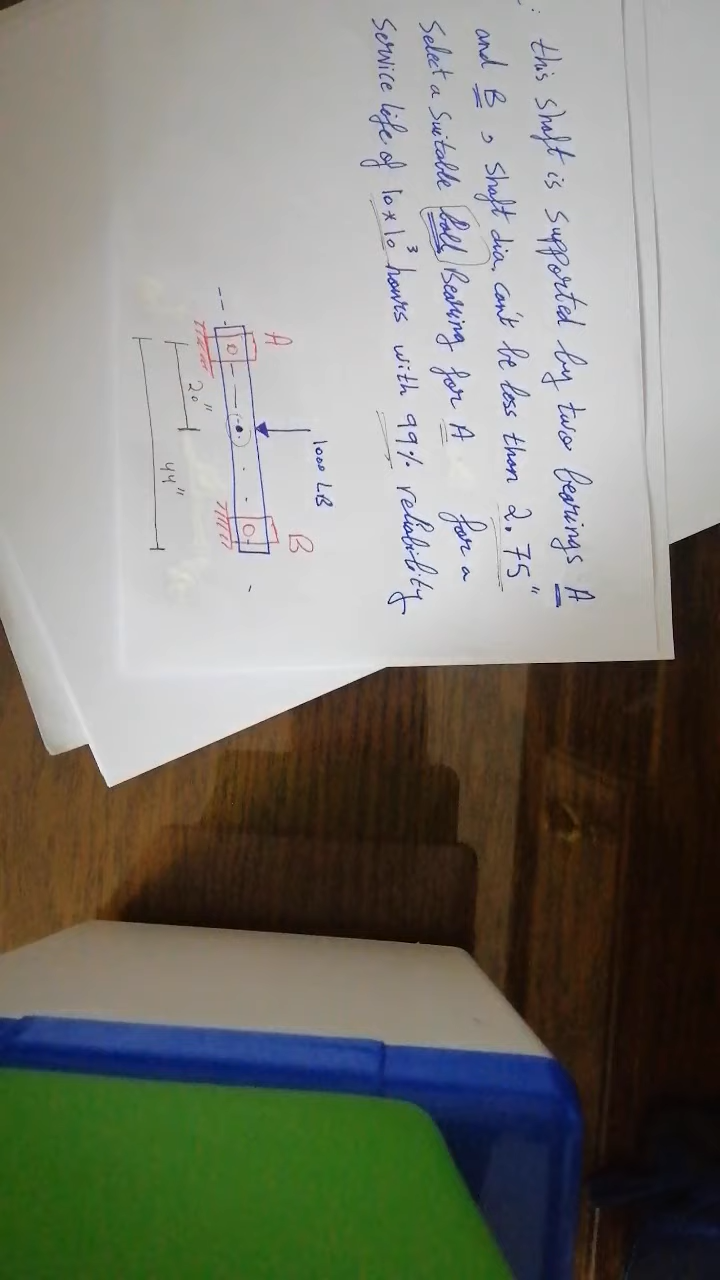 : this shaft is supported by two bearings A
and B, shaft dia. can't be less than 2.75"
Select a suitable ball Bearing for A for a
Service life of 10*10³ hours with 99% reliability
1000 LB
A
B
20"
44"